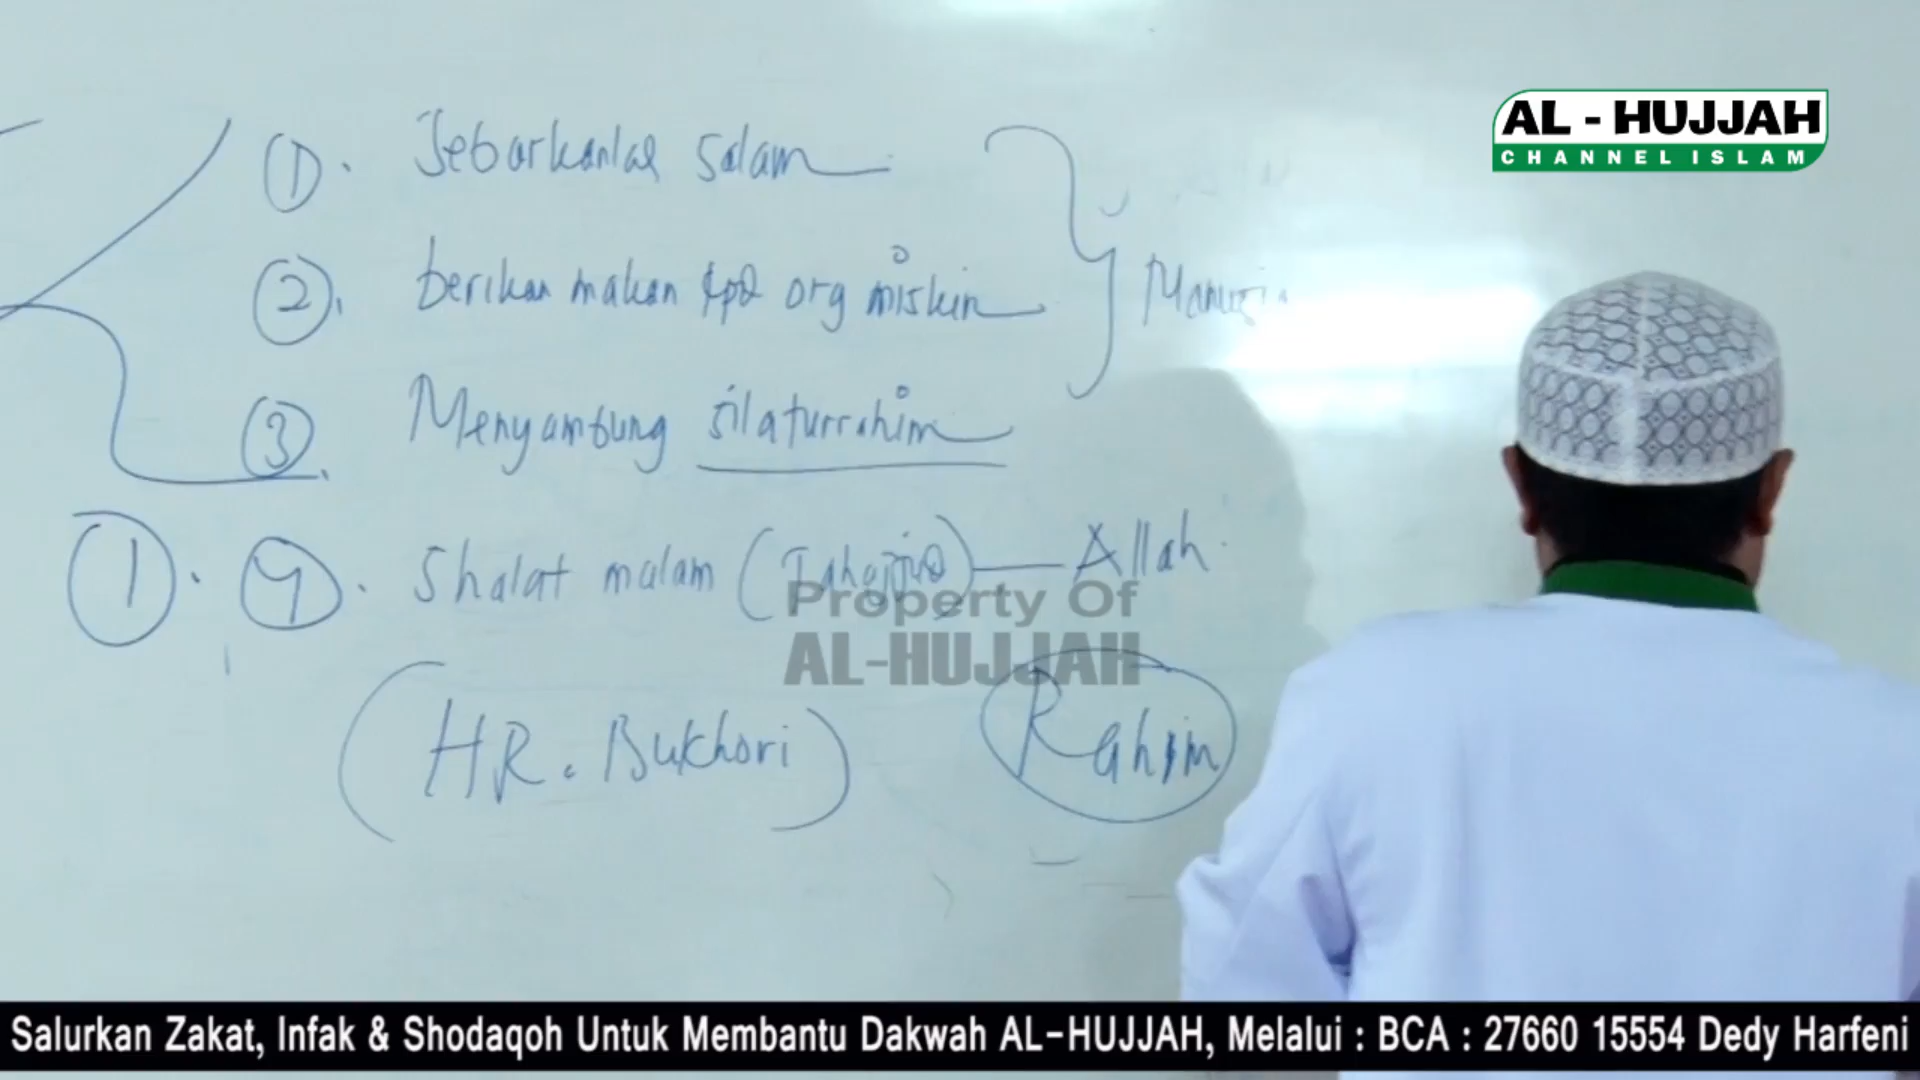 AL - HUJJAH
CHANNEL ISLAM
1. Sebarkanlah salam
2. berikan makan kpd org miskin
Manusia
3. Menyambung silaturrahim
1. 4. Shalat malam (Tahajjud) — Allah
Property Of
AL-HUJJAH
(HR. Bukhori)
Rahim
Salurkan Zakat, Infak & Shodaqoh Untuk Membantu Dakwah AL-HUJJAH, Melalui : BCA : 27660 15554 Dedy Harfeni